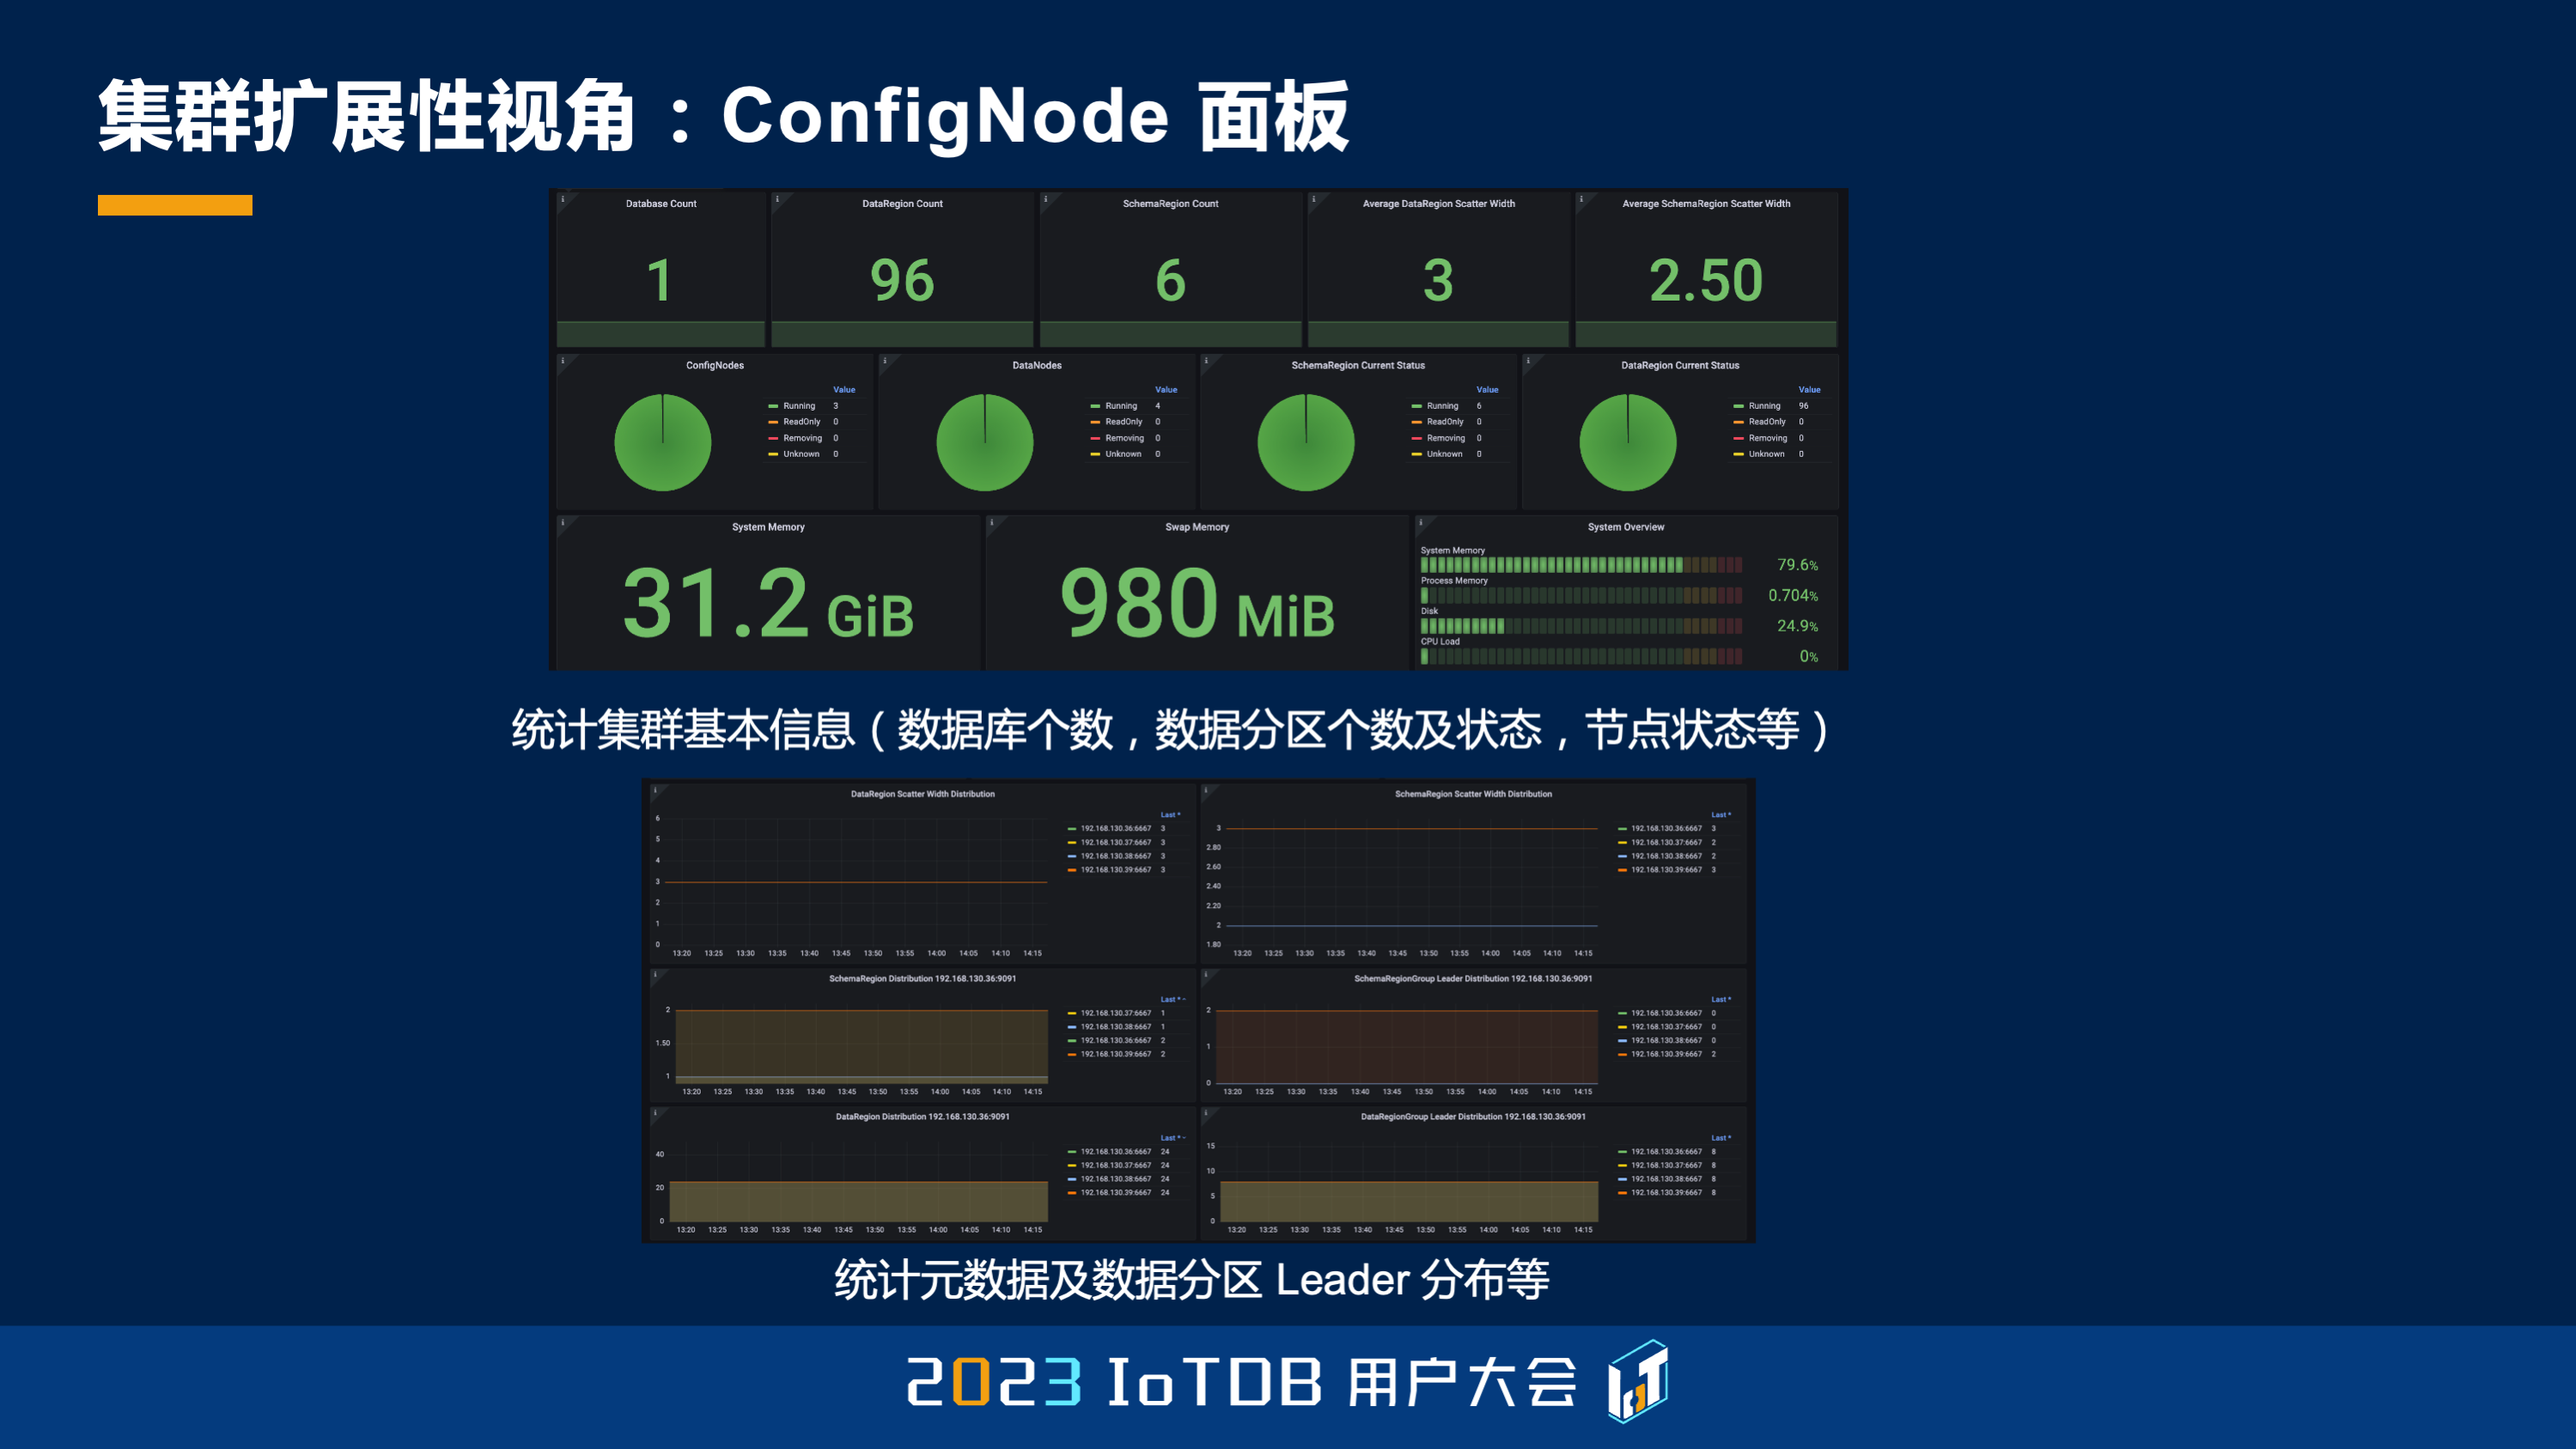 集群扩展性视角：ConfigNode 面板
Database Count
DataRegion Count
SchemaRegion Count
Average DataRegion Scatter Width
Average SchemaRegion Scatter Width
1
96
6
3
2.50
ConfigNodes
Value
Running 3
ReadOnly 0
Removing 0
Unknown 0
DataNodes
Value
Running 4
ReadOnly 0
Removing 0
Unknown 0
SchemaRegion Current Status
Value
Running 6
ReadOnly 0
Removing 0
Unknown 0
DataRegion Current Status
Value
Running 96
ReadOnly 0
Removing 0
Unknown 0
System Memory
31.2 GiB
Swap Memory
980 MiB
System Overview
System Memory
79.6%
Process Memory
0.704%
Disk
24.9%
CPU Load
0%
统计集群基本信息（数据库个数，数据分区个数及状态，节点状态等）
DataRegion Scatter Width Distribution
6
5
4
3
2
1
0
13:20 13:25 13:30 13:35 13:40 13:45 13:50 13:55 14:00 14:05 14:10 14:15
Last *
192.168.130.36:6667 3
192.168.130.37:6667 3
192.168.130.38:6667 3
192.168.130.39:6667 3
SchemaRegion Scatter Width Distribution
3
2.80
2.60
2.40
2.20
2
1.80
13:20 13:25 13:30 13:35 13:40 13:45 13:50 13:55 14:00 14:05 14:10 14:15
Last *
192.168.130.36:6667 3
192.168.130.37:6667 2
192.168.130.38:6667 2
192.168.130.39:6667 3
SchemaRegion Distribution 192.168.130.36:9091
2
1.50
1
13:20 13:25 13:30 13:35 13:40 13:45 13:50 13:55 14:00 14:05 14:10 14:15
Last *
192.168.130.37:6667 1
192.168.130.38:6667 1
192.168.130.36:6667 2
192.168.130.39:6667 2
SchemaRegionGroup Leader Distribution 192.168.130.36:9091
2
1
0
13:20 13:25 13:30 13:35 13:40 13:45 13:50 13:55 14:00 14:05 14:10 14:15
Last *
192.168.130.36:6667 0
192.168.130.37:6667 0
192.168.130.38:6667 0
192.168.130.39:6667 2
DataRegion Distribution 192.168.130.36:9091
40
20
0
13:20 13:25 13:30 13:35 13:40 13:45 13:50 13:55 14:00 14:05 14:10 14:15
Last *
192.168.130.36:6667 24
192.168.130.37:6667 24
192.168.130.38:6667 24
192.168.130.39:6667 24
DataRegionGroup Leader Distribution 192.168.130.36:9091
15
10
5
0
13:20 13:25 13:30 13:35 13:40 13:45 13:50 13:55 14:00 14:05 14:10 14:15
Last *
192.168.130.36:6667 8
192.168.130.37:6667 8
192.168.130.38:6667 8
192.168.130.39:6667 8
统计元数据及数据分区 Leader 分布等
2023 IoTDB 用户大会